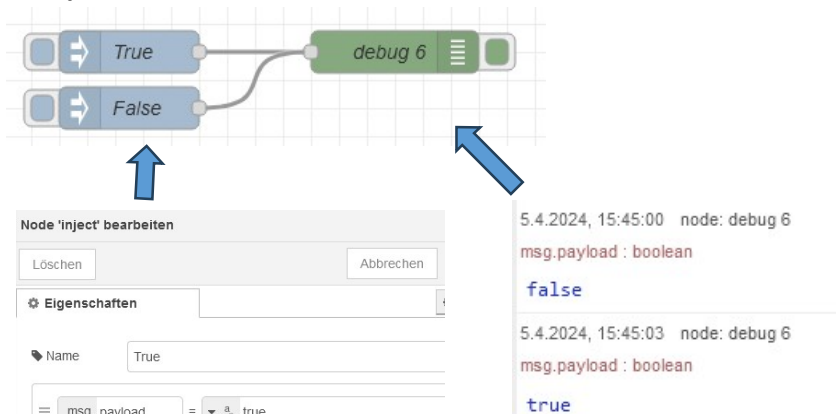 True
debug 6
False
Node 'inject' bearbeiten
Löschen
Abbrechen
Eigenschaften
Name
True
msg. payload = a z true
5.4.2024, 15:45:00 node: debug 6
msg.payload : boolean
false
5.4.2024, 15:45:03 node: debug 6
msg.payload : boolean
true